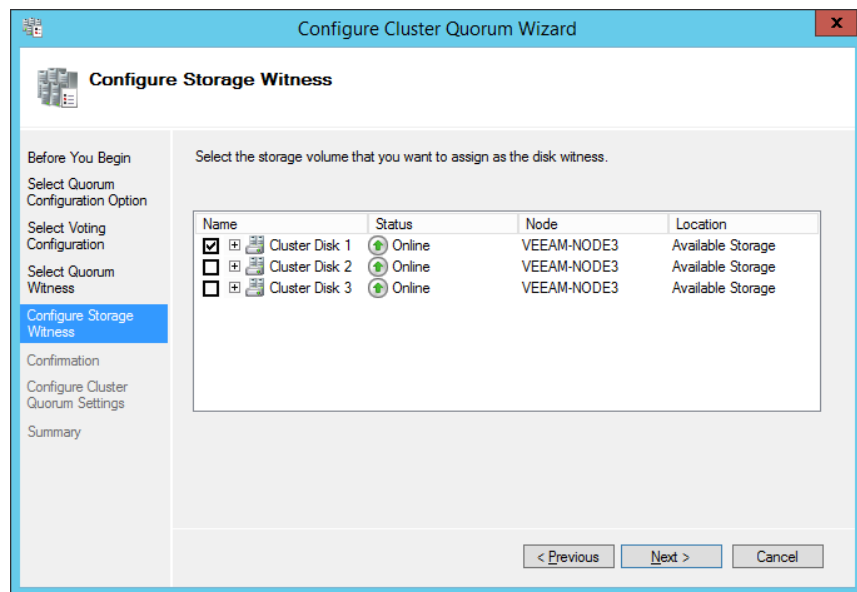 Configure Cluster Quorum Wizard
x
Configure Storage Witness
Before You Begin
Select Quorum
Configuration Option
Select Voting
Configuration
Select Quorum
Witness
Configure Storage
Witness
Confirmation
Configure Cluster
Quorum Settings
Summary
Select the storage volume that you want to assign as the disk witness.
Name Status Node Location
Cluster Disk 1 Online VEEAM-NODE3 Available Storage
Cluster Disk 2 Online VEEAM-NODE3 Available Storage
Cluster Disk 3 Online VEEAM-NODE3 Available Storage
< Previous Next > Cancel